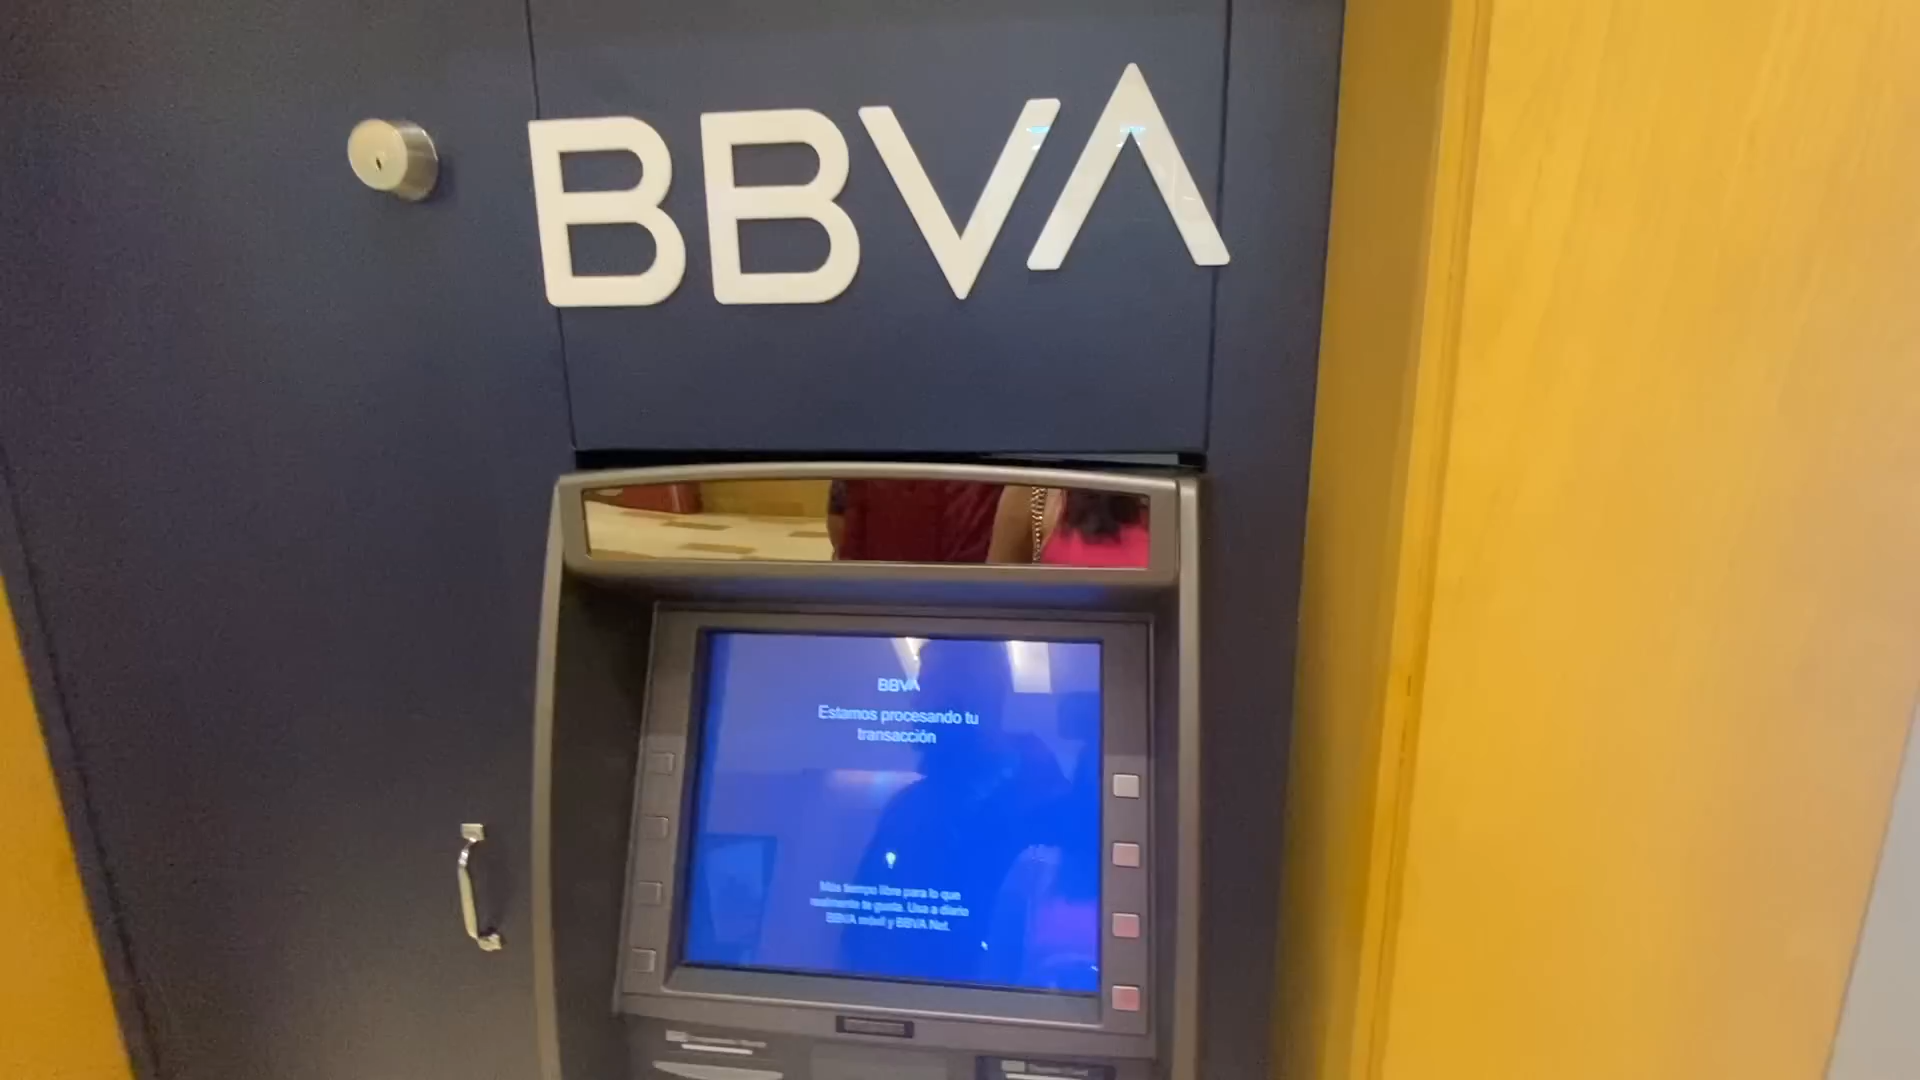 BBVA
BBVA
Estamos procesando tu
transacción
Más tiempo libre para lo que
realmente te gusta. Usa a diario
BBVA móvil y BBVA Net.